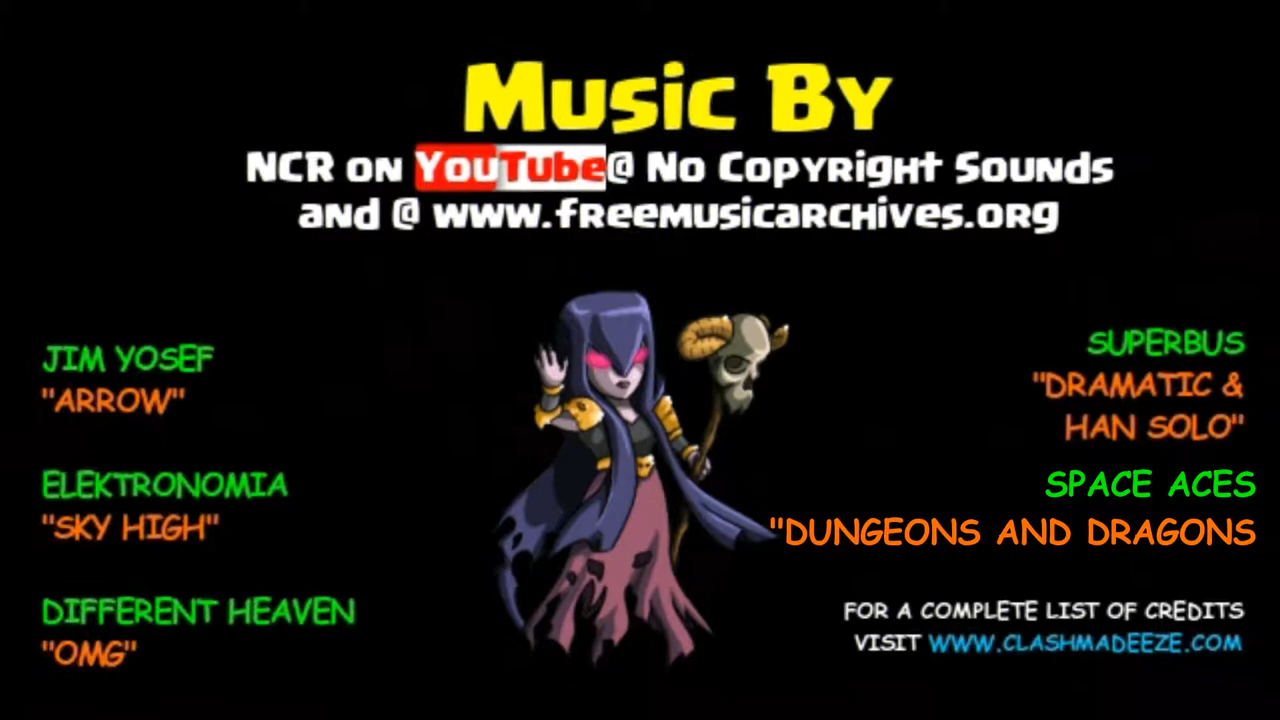 Music By
NCR on YouTube@ No Copyright Sounds
and @ www.freemusicarchives.org
JIM YOSEF
"ARROW"
ELEKTRONOMIA
"SKY HIGH"
DIFFERENT HEAVEN
"OMG"
SUPERBUS
"DRAMATIC &
HAN SOLO"
SPACE ACES
"DUNGEONS AND DRAGONS
FOR A COMPLETE LIST OF CREDITS
VISIT WWW.CLASHMADEEZE.COM